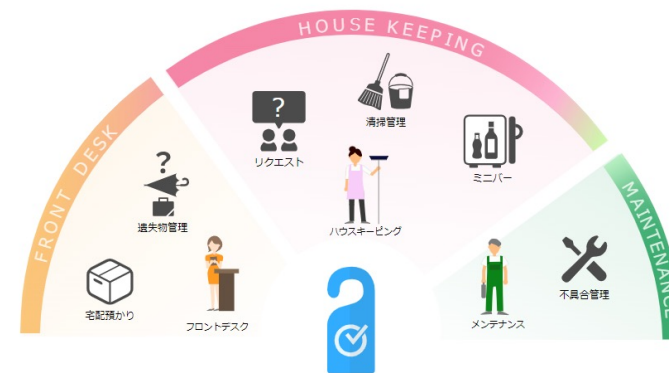 FRONT DESK
?
遺失物管理
宅配預かり
フロントデスク
HOUSE KEEPING
?
リクエスト
清掃管理
ミニバー
ハウスキーピング
MAINTENANCE
メンテナンス
不具合管理